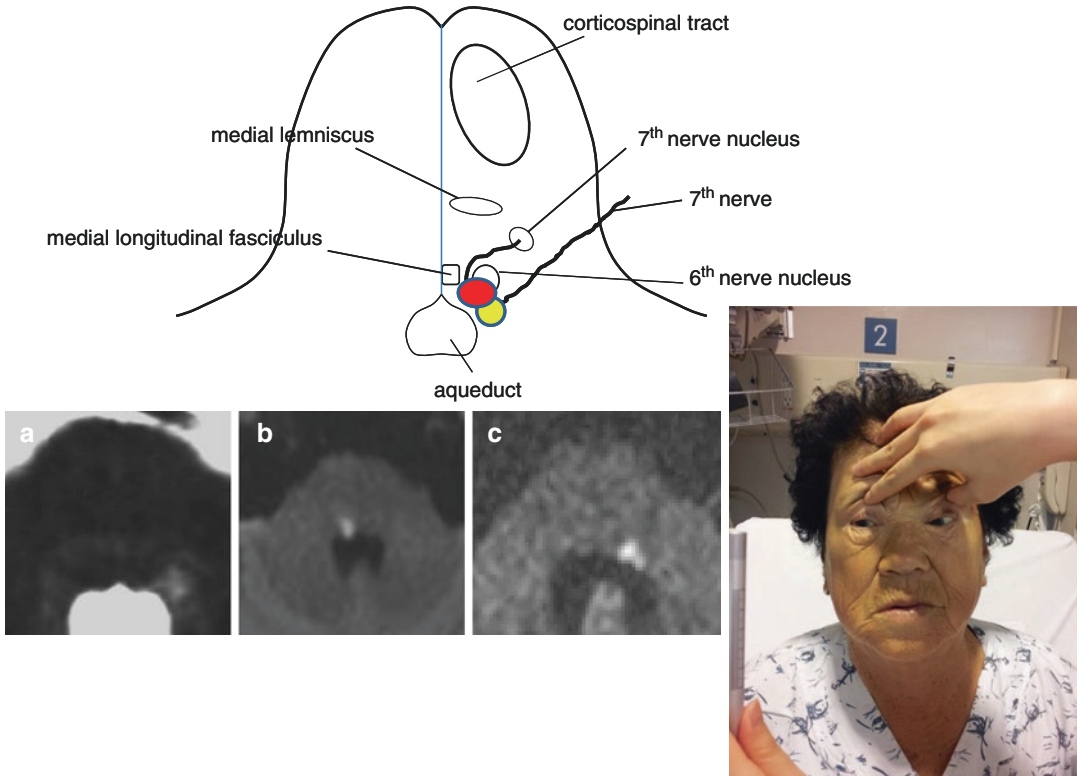 corticospinal tract
medial lemniscus
7th nerve nucleus
7th nerve
medial longitudinal fasciculus
6th nerve nucleus
aqueduct
a
b
c
2